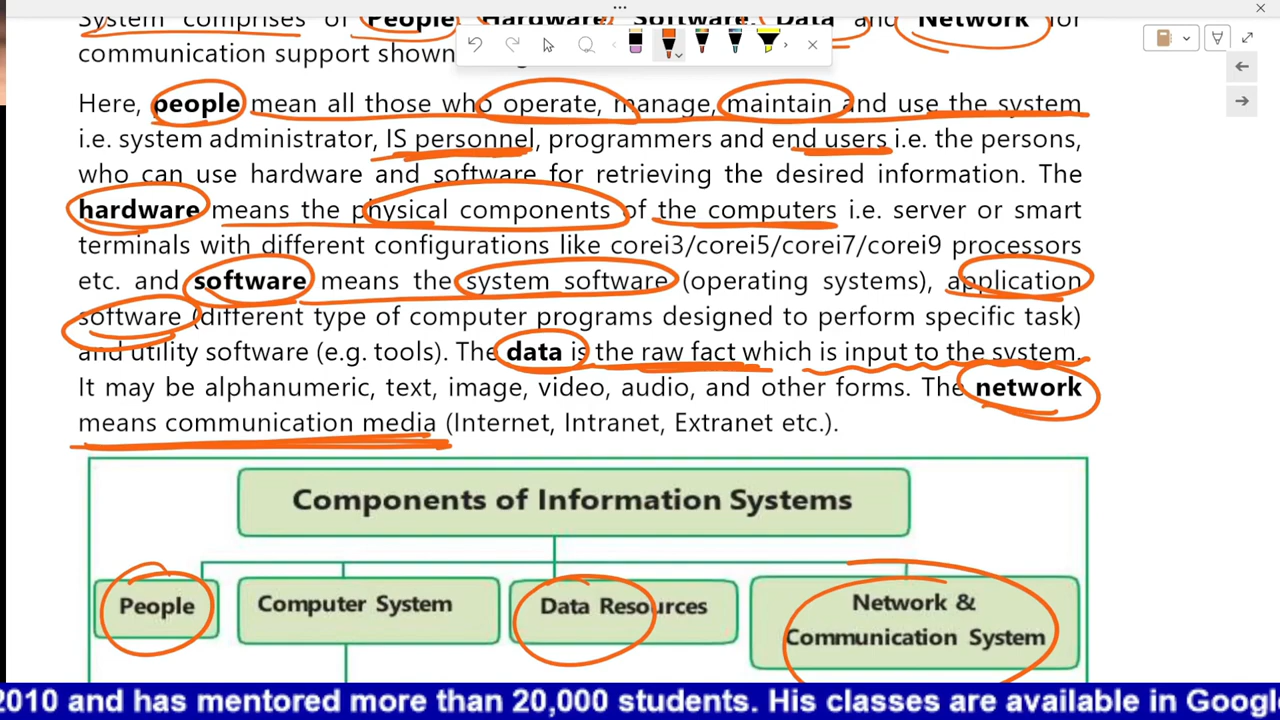 System comprises of People, Hardware, Software, Data and Network for
communication support shown
Here, people mean all those who operate, manage, maintain and use the system
i.e. system administrator, IS personnel, programmers and end users i.e. the persons,
who can use hardware and software for retrieving the desired information. The
hardware means the physical components of the computers i.e. server or smart
terminals with different configurations like corei3/corei5/corei7/corei9 processors
etc. and software means the system software (operating systems), application
software (different type of computer programs designed to perform specific task)
and utility software (e.g. tools). The data is the raw fact which is input to the system.
It may be alphanumeric, text, image, video, audio, and other forms. The network
means communication media (Internet, Intranet, Extranet etc.).
Components of Information Systems
People
Computer System
Data Resources
Network &
Communication System
2010 and has mentored more than 20,000 students. His classes are available in Googl